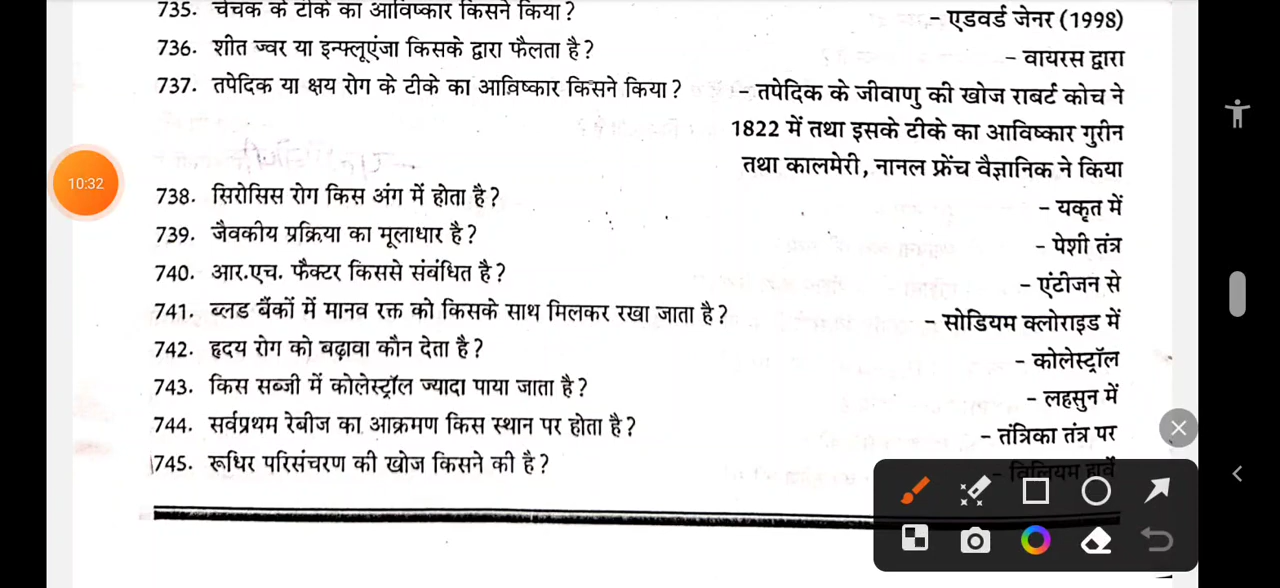 735. चेचक के टीके का आविष्कार किसने किया?
- एडवर्ड जेनर (1998)
736. शीत ज्वर या इन्फ्लूएंजा किसके द्वारा फैलता है?
- वायरस द्वारा
737. तपेदिक या क्षय रोग के टीके का आविष्कार किसने किया?
- तपेदिक के जीवाणु की खोज राबर्ट कोच ने
1822 में तथा इसके टीके का आविष्कार गुरीन
तथा कालमेरी, नानल फ्रेंच वैज्ञानिक ने किया
10:32
738. सिरोसिस रोग किस अंग में होता है?
- यकृत में
739. जैवकीय प्रक्रिया का मूलाधार है?
- पेशी तंत्र
740. आर.एच. फैक्टर किससे संबंधित है?
- एंटीजन से
741. ब्लड बैंकों में मानव रक्त को किसके साथ मिलकर रखा जाता है?
- सोडियम क्लोराइड में
742. हृदय रोग को बढ़ावा कौन देता है?
- कोलेस्ट्रॉल
743. किस सब्जी में कोलेस्ट्रॉल ज्यादा पाया जाता है?
- लहसुन में
744. सर्वप्रथम रेबीज का आक्रमण किस स्थान पर होता है?
- तंत्रिका तंत्र पर
745. रूधिर परिसंचरण की खोज किसने की है?
- विलियम हार्वे